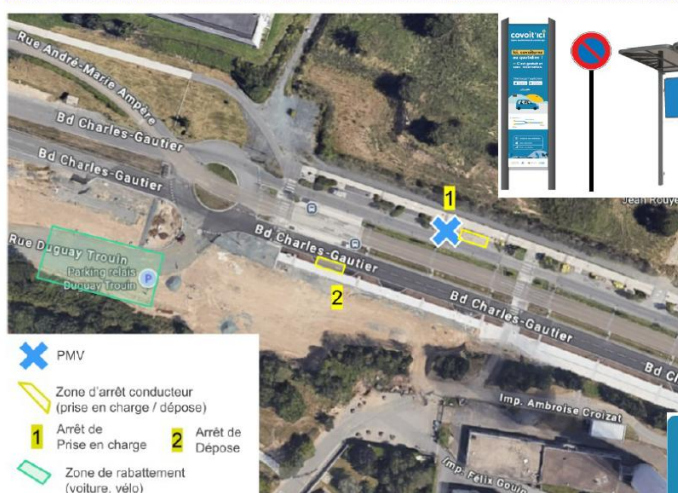 Rue André-Marie Ampère
Bd Charles-Gautier
Bd Charles-Gautier
covoit'ici
1
Jean Rouye
Rue Duguay Trouin
Parking relais
Duguay Trouin
P
Bd Charles-Gautier
2
Bd Charles-Gautier
Bd C
PMV
Zone d'arrêt conducteur
(prise en charge / dépose)
1 Arrêt de
Prise en charge
2 Arrêt de
Dépose
Zone de rabattement
(voiture, vélo)
Imp. Ambroise Croizat
Imp. Félix Gouin